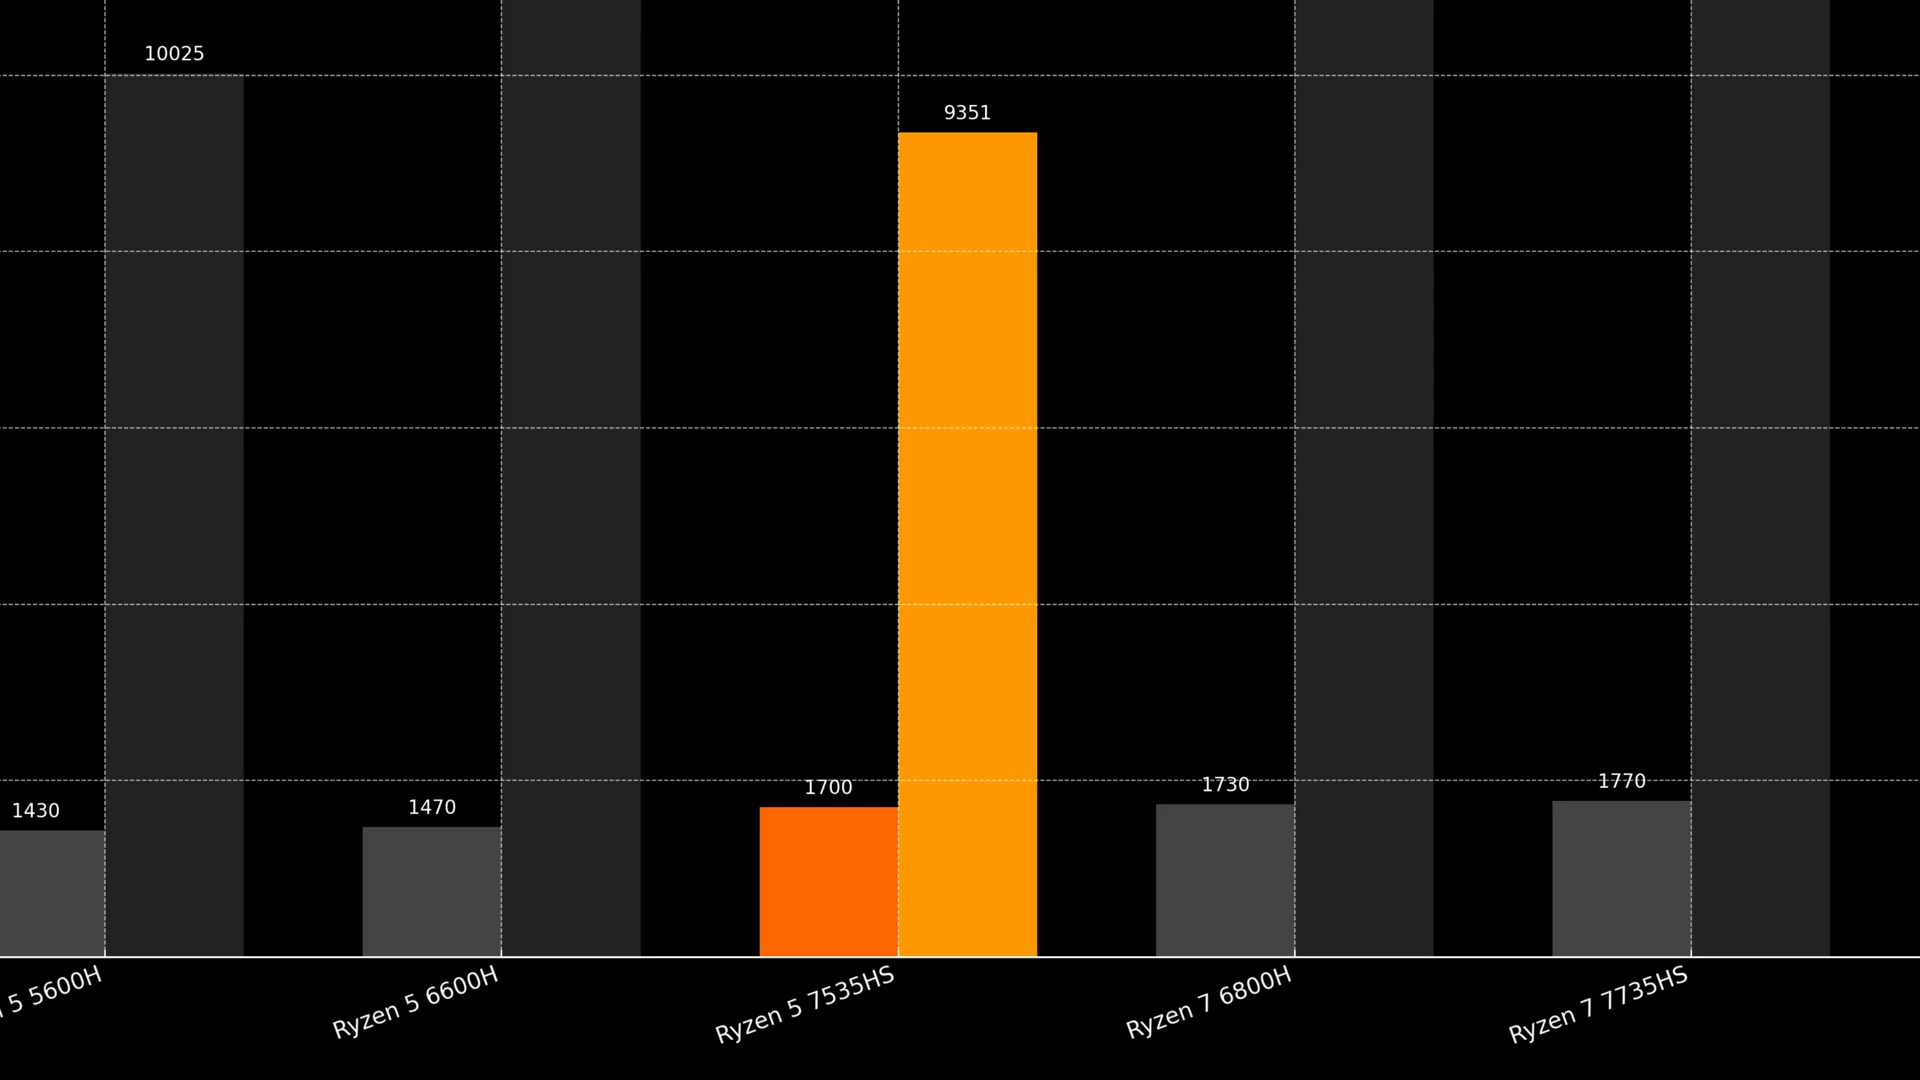 10025
9351
1430
1470
1700
1730
1770
5 5600H
Ryzen 5 6600H
Ryzen 5 7535HS
Ryzen 7 6800H
Ryzen 7 7735HS